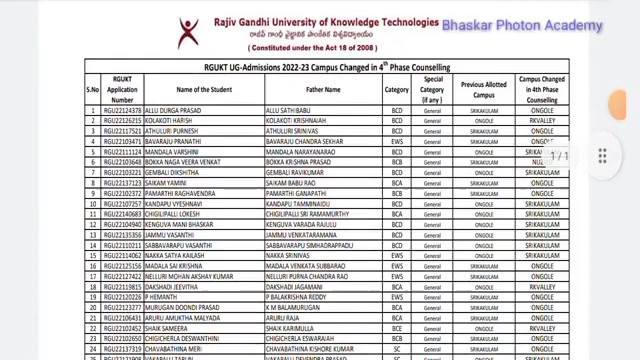 Rajiv Gandhi University of Knowledge Technologies
Bhaskar Photon Academy
రాజీవ్ గాంధీ వైజ్ఞానిక సాంకేతిక విశ్వవిద్యాలయం
( Constituted under the Act 18 of 2008 )
RGUKT UG-Admissions 2022-23 Campus Changed in 4th Phase Counselling
S.No RGUKT Application Number Name of the Student Father Name Category Special Category (if any) Previous Allotted Campus Campus Changed in 4th Phase Counselling
1 RGU22124378 ALLU DURGA PRASAD ALLU SATHIBABU BCD General SRIKAKULAM ONGOLE
2 RGU22126215 KOLAKOTI HARISH KOLAKOTI KRISHNAIAH BCD General ONGOLE RKVALLEY
3 RGU22117521 ATHULURI PURNESH ATHULURI SRINIVAS BCD General SRIKAKULAM ONGOLE
4 RGU22103471 BAVARAJU PRANATHI BAVARAJU CHANDRA SEKHAR EWS General SRIKAKULAM ONGOLE
5 RGU22111124 MANDALA VARSHINI MANDALA NARAYANARAO BCD General ONGOLE
6 RGU22103648 BOKKA NAGA VEERA VENKAT BOKKA KRISHNA PRASAD BCB General SRIKAKULAM
1/1
7 RGU22103221 GEMBALI DIKSHITHA GEMBALI RAVIKUMAR BCD General ONGOLE SRIKAKULAM
8 RGU22137123 SAIKAM YAMINI SAIKAM BABU RAO BCA General SRIKAKULAM ONGOLE
9 RGU22102372 PAMARTHI RAGHAVENDRA PAMARTHI GANAPATHI BCB General SRIKAKULAM ONGOLE
10 RGU22107257 KANDAPU VYESHNAVI KANDAPU TAMMINAIDU BCD General ONGOLE SRIKAKULAM
11 RGU22140683 CHIGILIPALLI LOKESH CHIGILIPALLI SRI RAMAMURTHY BCD General ONGOLE SRIKAKULAM
12 RGU22104940 KENGUVA MANI BHASKAR KENGUVA VARADA RAJULU BCD General ONGOLE SRIKAKULAM
13 RGU22135356 JAMMU VASANTHI JAMMU VENKATARAMANA BCD General ONGOLE SRIKAKULAM
14 RGU22110211 SABBAVARAPU VASANTHI SABBAVARAPU SIMHADRAPPADU BCD General ONGOLE SRIKAKULAM
15 RGU22114062 NAKKA SATYA KAILASH NAKKA SRINIVAS EWS General ONGOLE SRIKAKULAM
16 RGU22125156 MADALA SAI KRISHNA MADALA VENKATA SUBBARAO EWS General SRIKAKULAM ONGOLE
17 RGU22127422 NELLURI MOHAN AKSHAY KUMAR NELLURI PURNA CHANDRA RAO EWS General SRIKAKULAM ONGOLE
18 RGU22119815 DAKSHADI JEEVITHA DAKSHADI JAGAMANI BCA General ONGOLE SRIKAKULAM
19 RGU22120226 P HEMANTH P BALAKRISHNA REDDY EWS General SRIKAKULAM ONGOLE
20 RGU22123277 MURUGAN DOONDI PRASAD K M BALAMURUGAN BCA General SRIKAKULAM ONGOLE
21 RGU22106431 ARURU AMUKTHA MALYADA ARURU RAJA BCA General SRIKAKULAM ONGOLE
22 RGU22102452 SHAIK SAMEERA SHAIK KARIMULLA BCE General ONGOLE RKVALLEY
23 RGU22102650 CHIGICHERLA DESWANTHINI CHIGICHERLA ESWARAIAH BCB General ONGOLE SRIKAKULAM
24 RGU22137319 CHAVABATHINA MERI CHAVABATHINA KISHORE SC General SRIKAKULAM ONGOLE